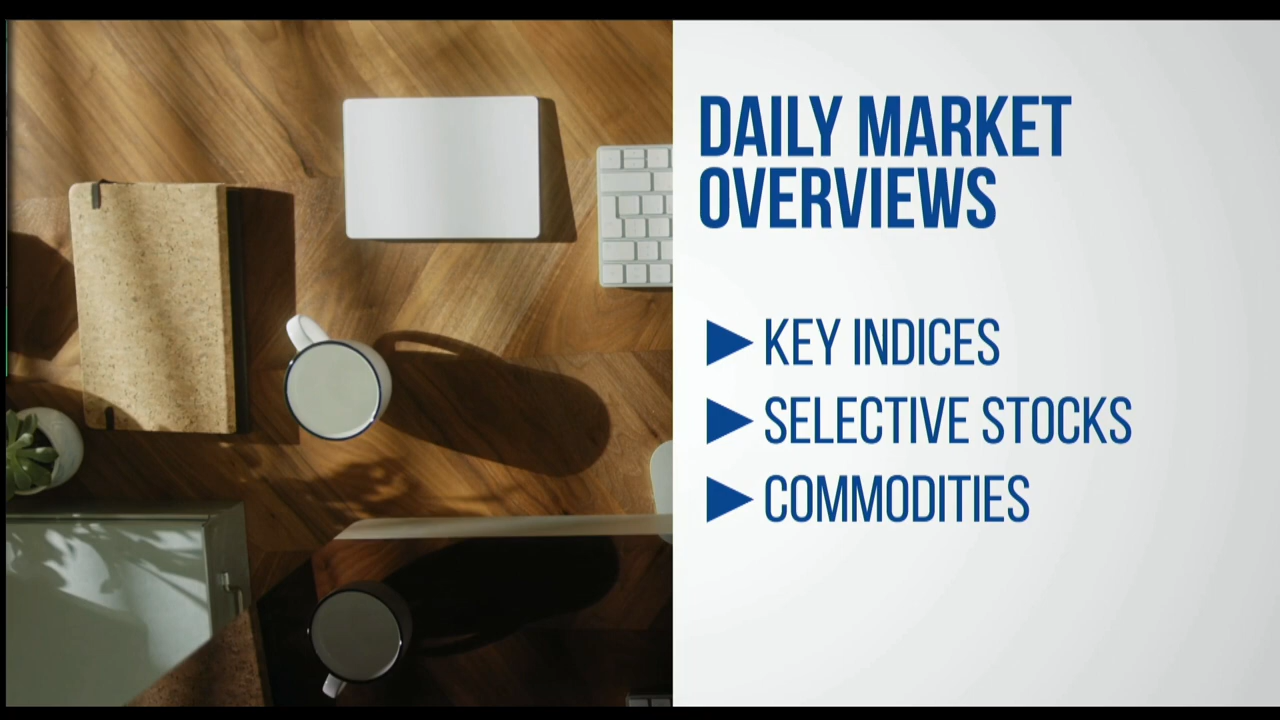 DAILY MARKET
OVERVIEWS
KEY INDICES
SELECTIVE STOCKS
COMMODITIES